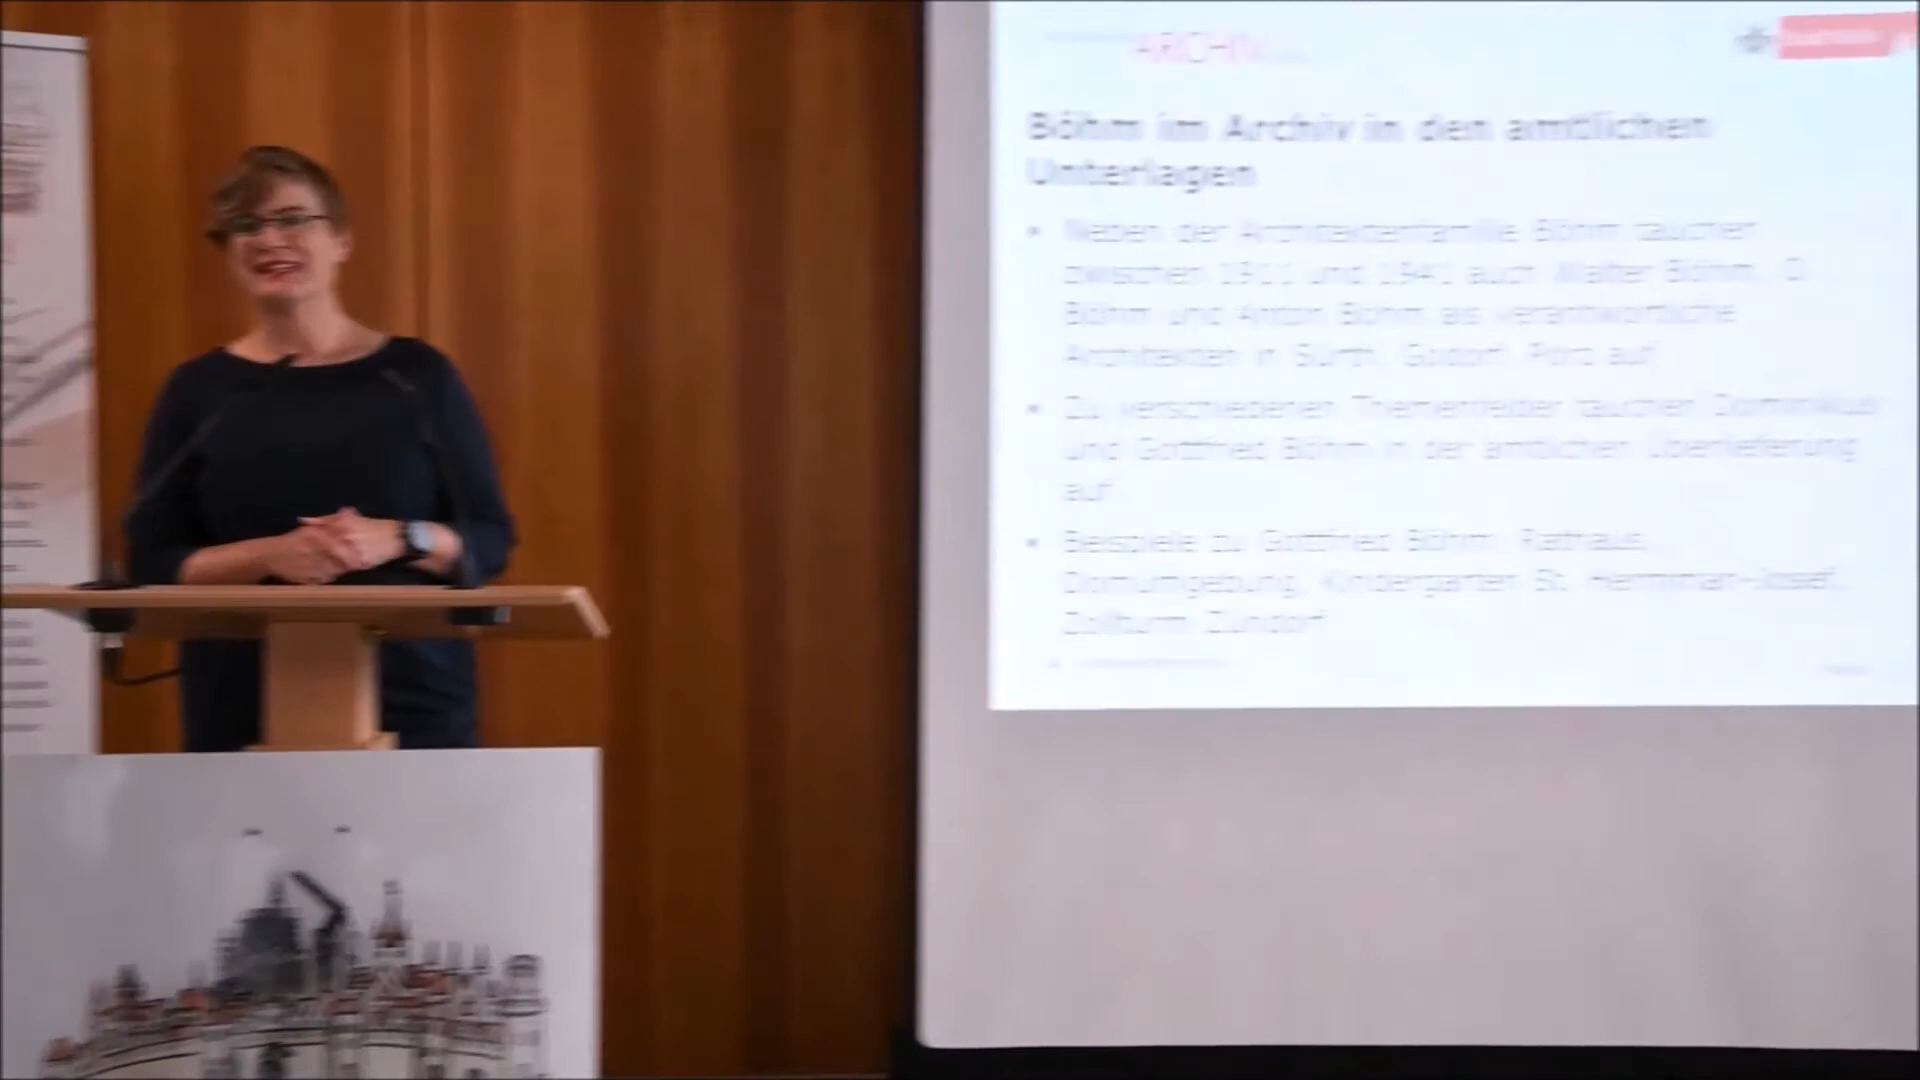 ARCHIV
Böhm im Archiv in den amtlichen
Unterlagen
• Neben der Architektenfamilie Böhm tauchen
zwischen 1911 und 1941 auch Walter Böhm, O.
Böhm und Anton Böhm als verantwortliche
Architekten in Sürth, Godorf, Porz auf
• Zu verschiedenen Themenfelder tauchen Dominikus
und Gottfried Böhm in der amtlichen Überlieferung
auf
• Beispiele zu Gottfried Böhm: Rathaus,
Domumgebung, Kindergarten St. Hermman-Josef,
Zollturm Zündorf